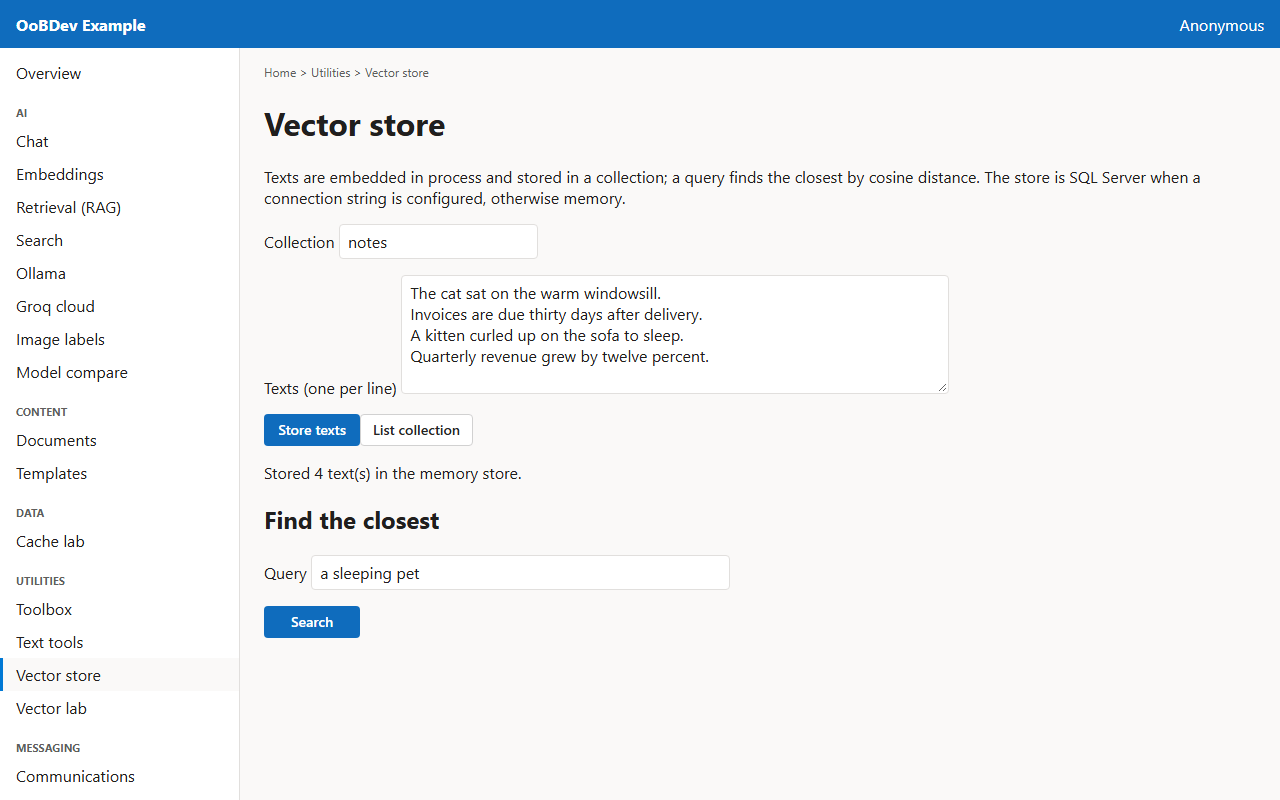 OoBDev Example
Anonymous
Overview
AI
Chat
Embeddings
Retrieval (RAG)
Search
Ollama
Groq cloud
Image labels
Model compare
CONTENT
Documents
Templates
DATA
Cache lab
UTILITIES
Toolbox
Text tools
Vector store
Vector lab
MESSAGING
Communications
Home > Utilities > Vector store
Vector store
Texts are embedded in process and stored in a collection; a query finds the closest by cosine distance. The store is SQL Server when a
connection string is configured, otherwise memory.
Collection notes
The cat sat on the warm windowsill.
Invoices are due thirty days after delivery.
A kitten curled up on the sofa to sleep.
Quarterly revenue grew by twelve percent.
Texts (one per line)
Store texts List collection
Stored 4 text(s) in the memory store.
Find the closest
Query a sleeping pet
Search